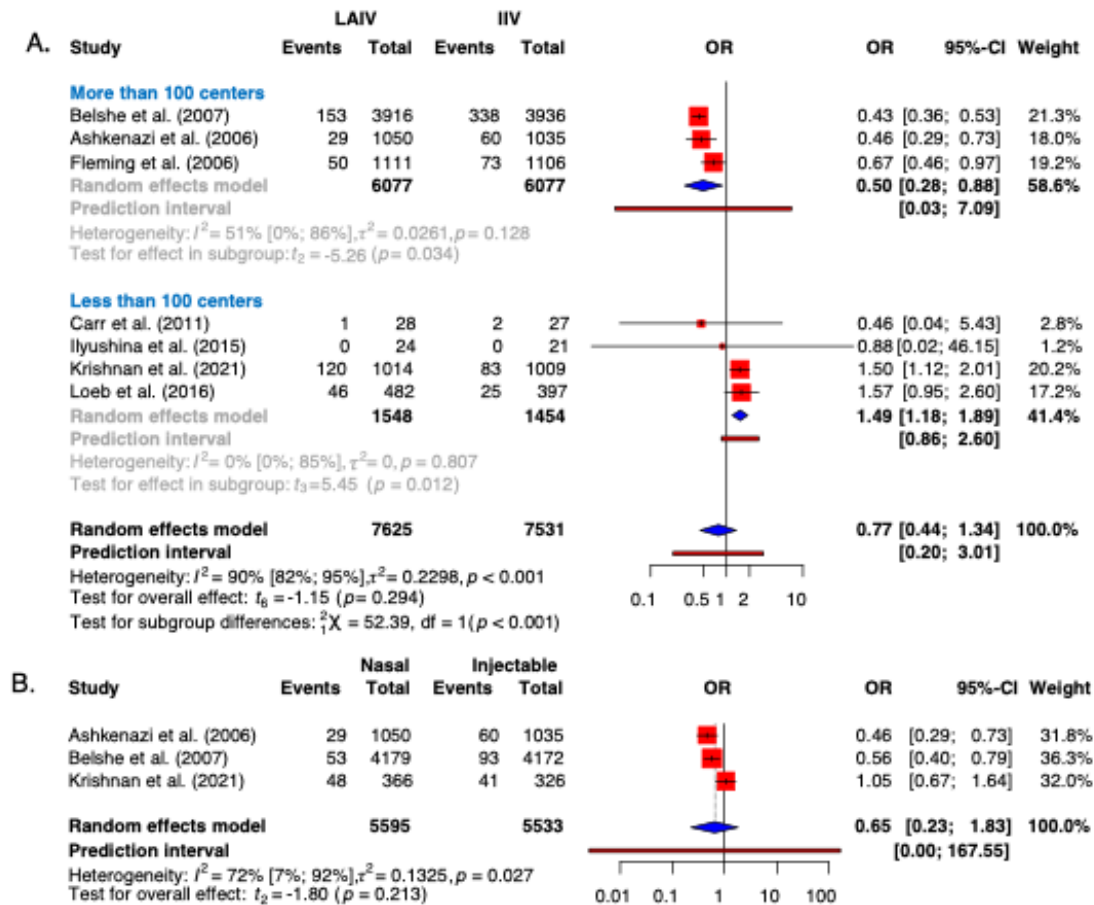 LAIV IIV
A. Study Events Total Events Total OR OR 95%-CI Weight
More than 100 centers
Belshe et al. (2007) 153 3916 338 3936 0.43 [0.36; 0.53] 21.3%
Ashkenazi et al. (2006) 29 1050 60 1035 0.46 [0.29; 0.73] 18.0%
Fleming et al. (2006) 50 1111 73 1106 0.67 [0.46; 0.97] 19.2%
Random effects model 6077 6077 0.50 [0.28; 0.88] 58.6%
Prediction interval [0.03; 7.09]
Heterogeneity: I² = 51% [0%; 86%], τ² = 0.0261, p = 0.128
Test for effect in subgroup: t₂ = -5.26 (p = 0.034)
Less than 100 centers
Carr et al. (2011) 1 28 2 27 0.46 [0.04; 5.43] 2.8%
Ilyushina et al. (2015) 0 24 0 21 0.88 [0.02; 46.15] 1.2%
Krishnan et al. (2021) 120 1014 83 1009 1.50 [1.12; 2.01] 20.2%
Loeb et al. (2016) 46 482 25 397 1.57 [0.95; 2.60] 17.2%
Random effects model 1548 1454 1.49 [1.18; 1.89] 41.4%
Prediction interval [0.86; 2.60]
Heterogeneity: I² = 0% [0%; 85%], τ² = 0, p = 0.807
Test for effect in subgroup: t₃ = 5.45 (p = 0.012)
Random effects model 7625 7531 0.77 [0.44; 1.34] 100.0%
Prediction interval [0.20; 3.01]
Heterogeneity: I² = 90% [82%; 95%], τ² = 0.2298, p < 0.001
Test for overall effect: t₆ = -1.15 (p = 0.294)
0.1 0.5 1 2 10
Test for subgroup differences: ²₁χ = 52.39, df = 1 (p < 0.001)
Nasal Injectable
B. Study Events Total Events Total OR OR 95%-CI Weight
Ashkenazi et al. (2006) 29 1050 60 1035 0.46 [0.29; 0.73] 31.8%
Belshe et al. (2007) 53 4179 93 4172 0.56 [0.40; 0.79] 36.3%
Krishnan et al. (2021) 48 366 41 326 1.05 [0.67; 1.64] 32.0%
Random effects model 5595 5533 0.65 [0.23; 1.83] 100.0%
Prediction interval [0.00; 167.55]
Heterogeneity: I² = 72% [7%; 92%], τ² = 0.1325, p = 0.027
Test for overall effect: t₂ = -1.80 (p = 0.213)
0.01 0.1 1 10 100